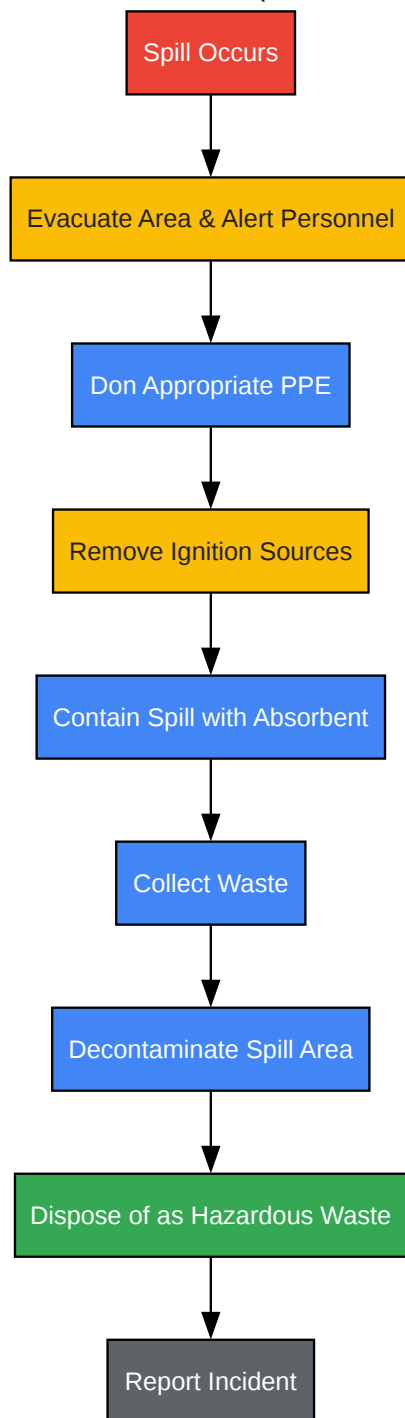 Spill Occurs
Evacuate Area & Alert Personnel
Don Appropriate PPE
Remove Ignition Sources
Contain Spill with Absorbent
Collect Waste
Decontaminate Spill Area
Dispose of as Hazardous Waste
Report Incident